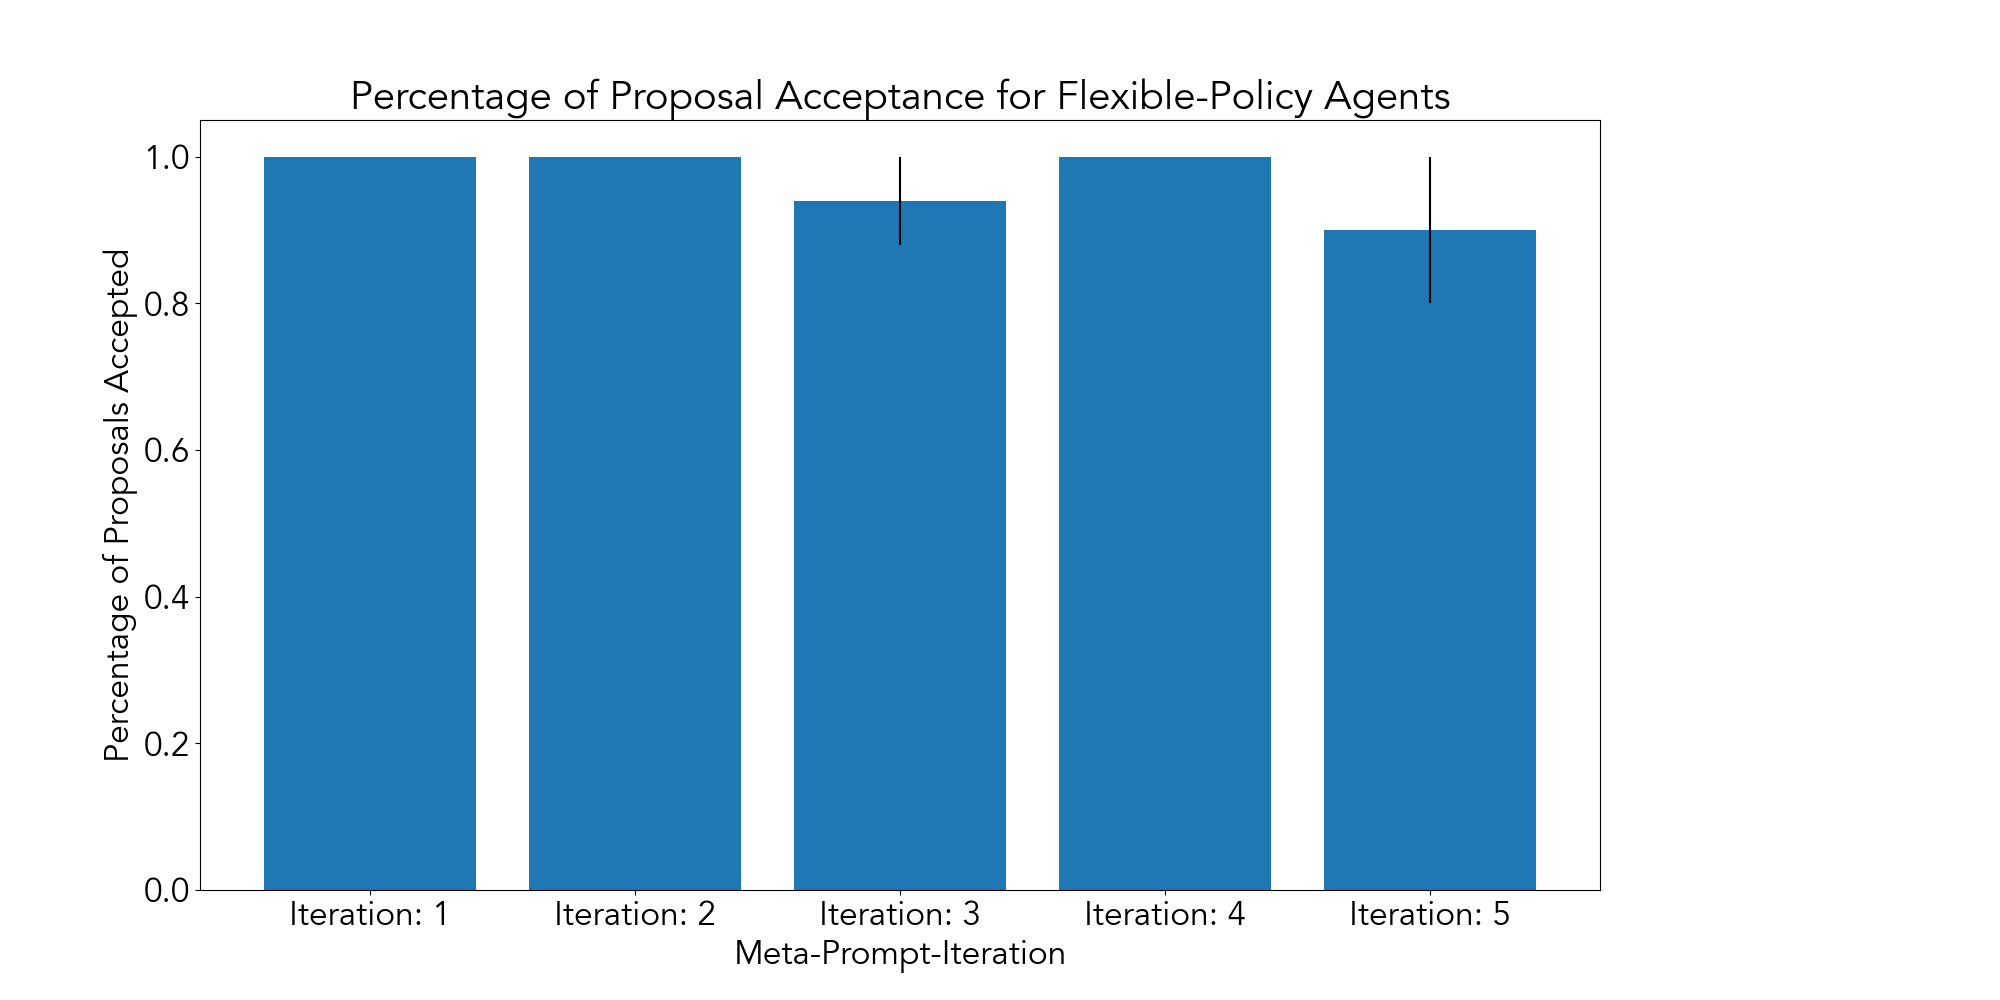 Percentage of Proposal Acceptance for Flexible-Policy Agents
Percentage of Proposals Accepted
1.0
0.8
0.6
0.4
0.2
0.0
Iteration: 1
Iteration: 2
Iteration: 3
Iteration: 4
Iteration: 5
Meta-Prompt-Iteration